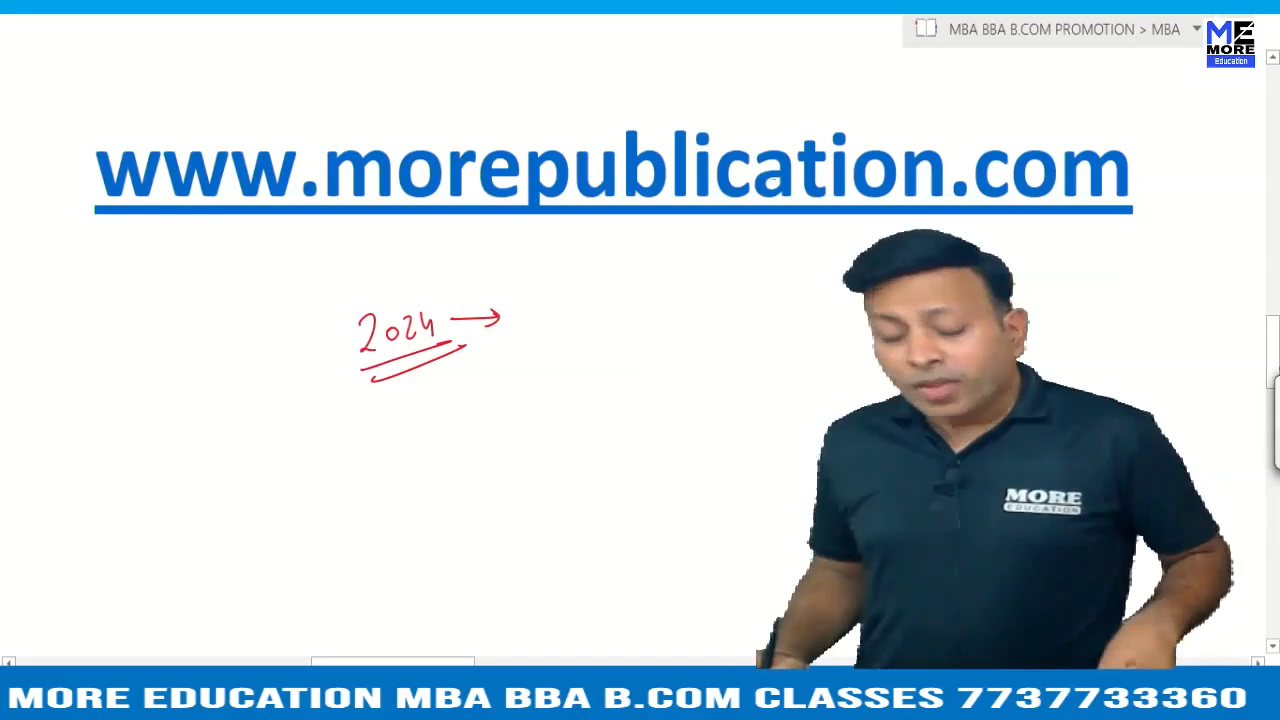 MBA BBA B.COM PROMOTION > MBA
ME
MORE
Education
www.morepublication.com
2024 →
MORE
EDUCATION
MORE EDUCATION MBA BBA B.COM CLASSES 7737733360